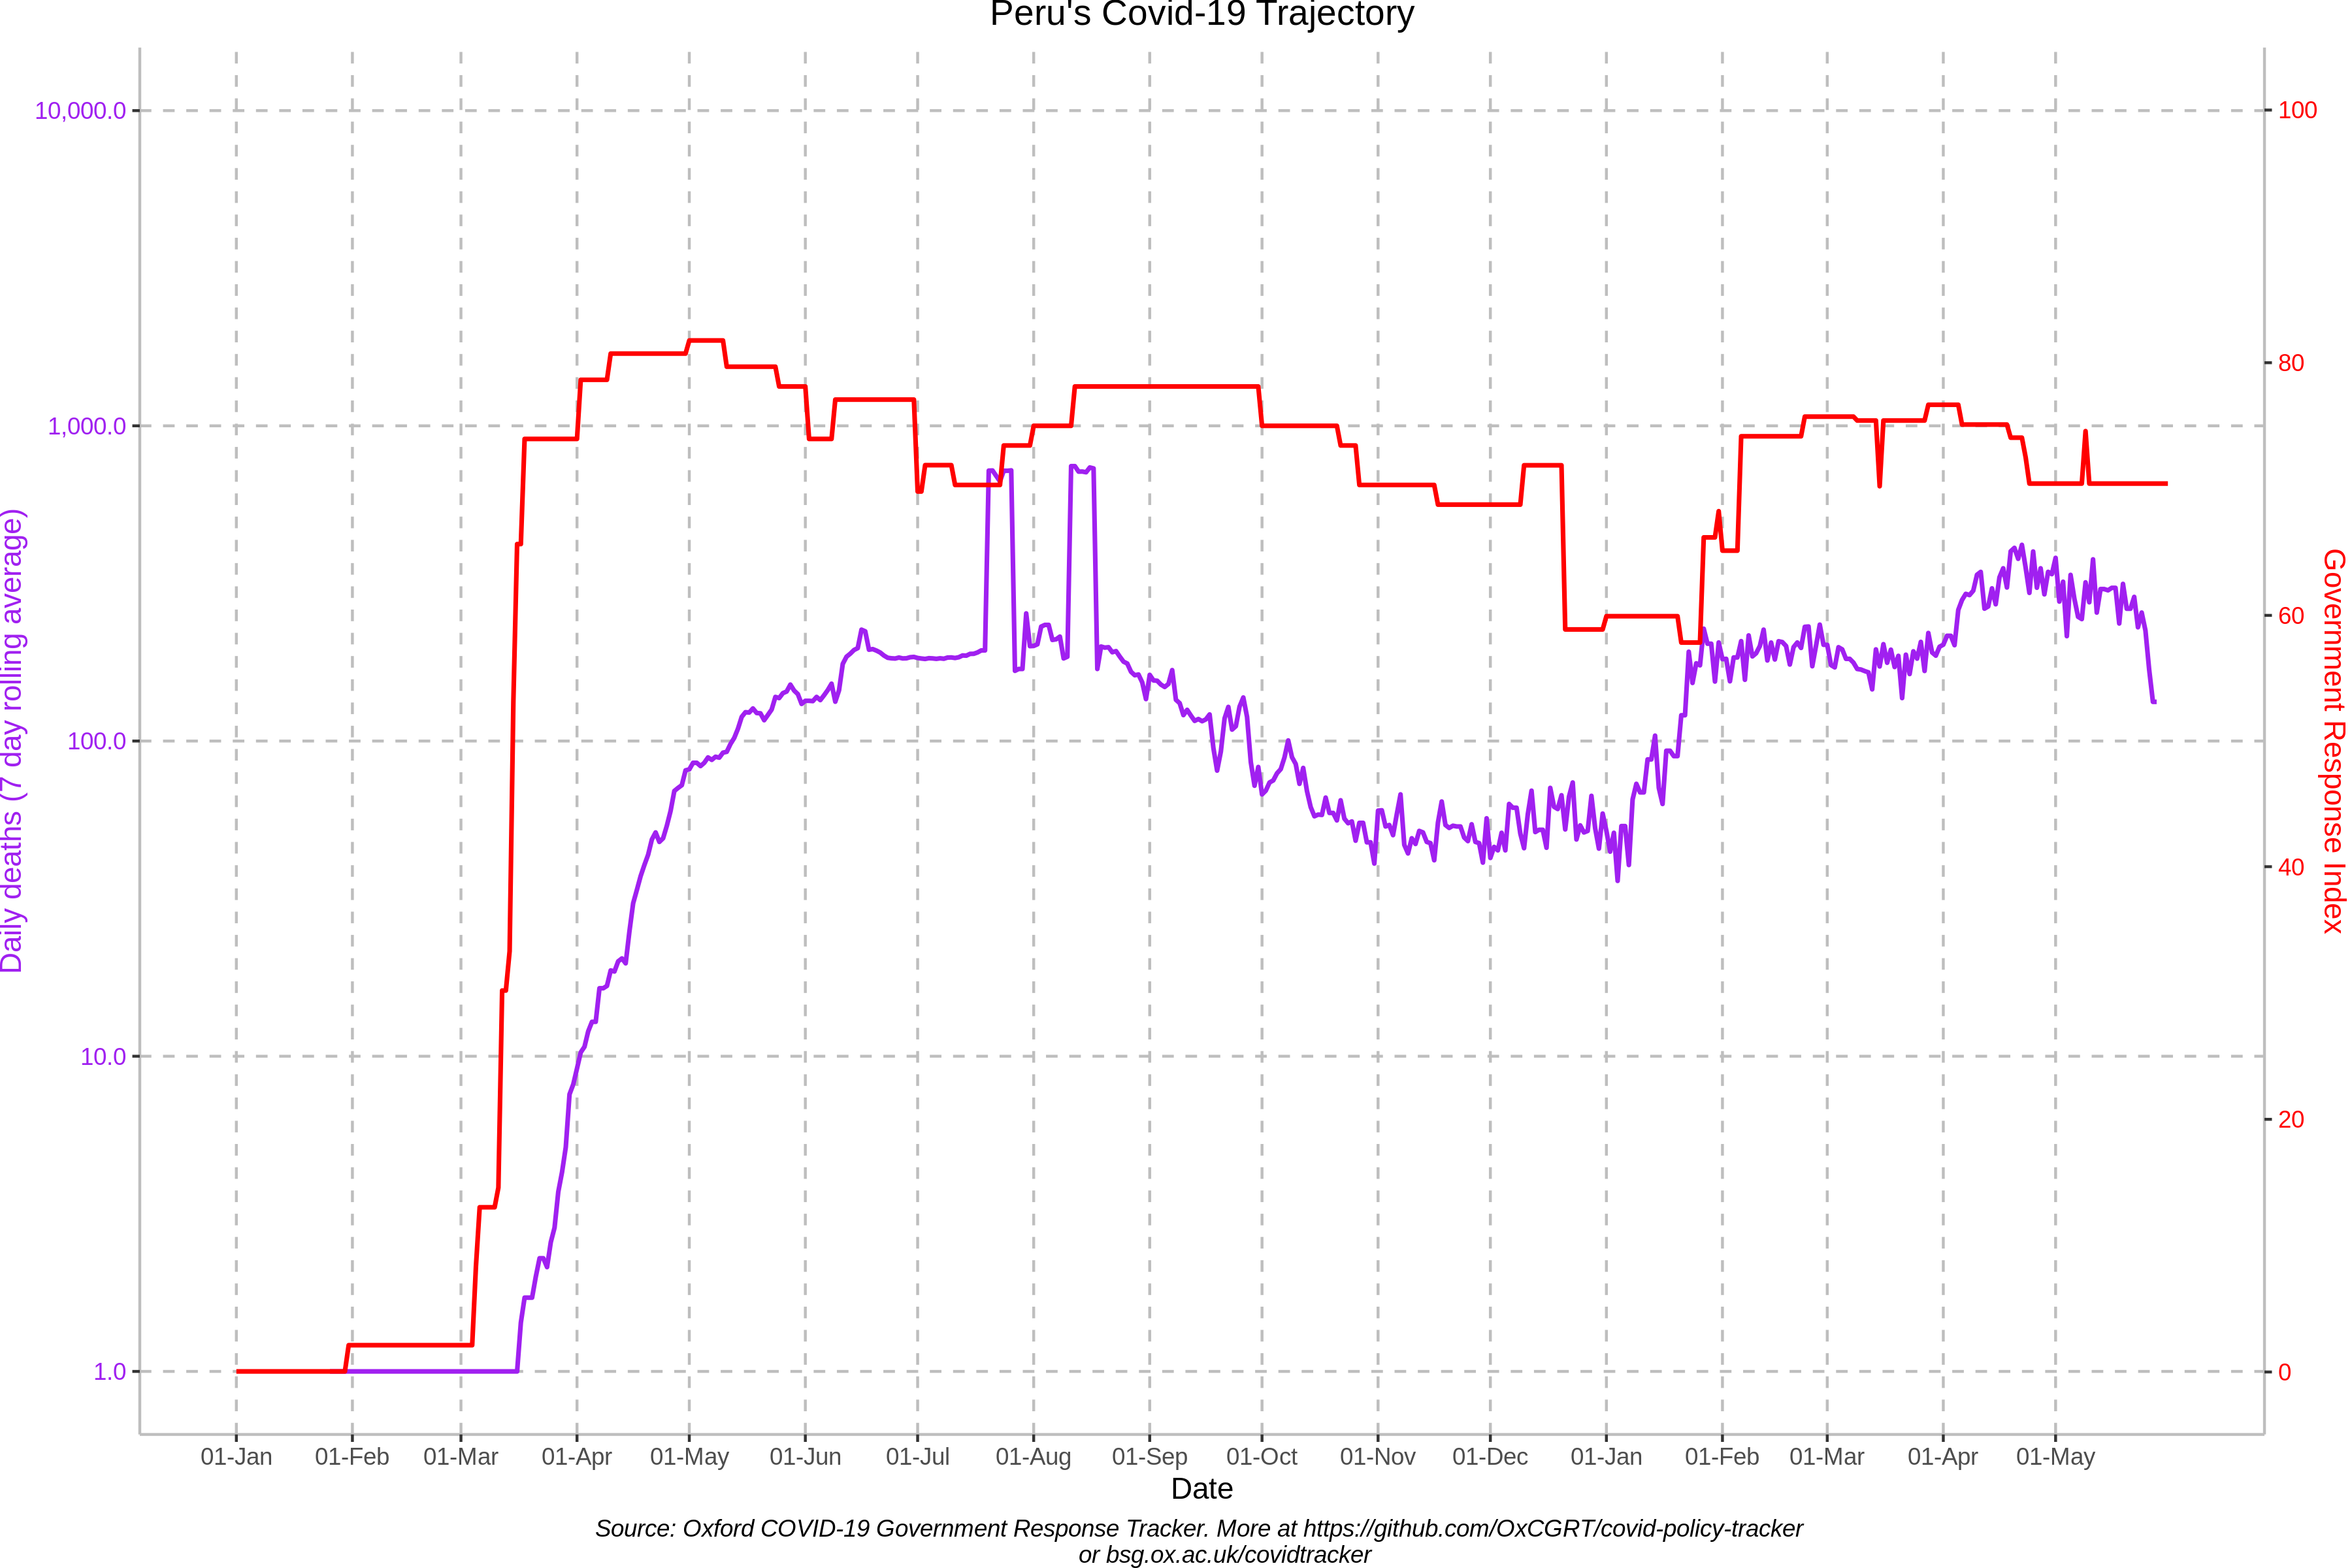 Peru's Covid-19 Trajectory
10,000.0
1,000.0
100.0
10.0
1.0
Daily deaths (7 day rolling average)
100
80
60
40
20
0
Government Response Index
01-Jan 01-Feb 01-Mar 01-Apr 01-May 01-Jun 01-Jul 01-Aug 01-Sep 01-Oct 01-Nov 01-Dec 01-Jan 01-Feb 01-Mar 01-Apr 01-May
Date
Source: Oxford COVID-19 Government Response Tracker. More at https://github.com/OxCGRT/covid-policy-tracker
or bsg.ox.ac.uk/covidtracker